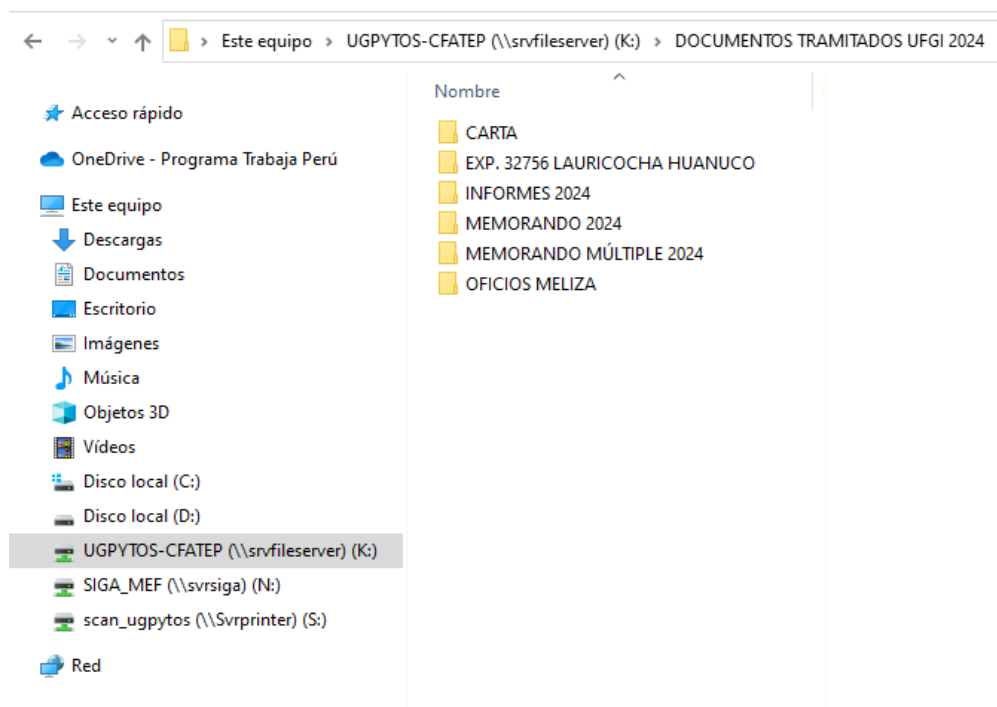 Este equipo > UGPYTOS-CFATEP (\\srvfileserver) (K:) > DOCUMENTOS TRAMITADOS UFGI 2024
Acceso rápido
OneDrive - Programa Trabaja Perú
Este equipo
Descargas
Documentos
Escritorio
Imágenes
Música
Objetos 3D
Vídeos
Disco local (C:)
Disco local (D:)
UGPYTOS-CFATEP (\\srvfileserver) (K:)
SIGA_MEF (\\svrsiga) (N:)
scan_ugpytos (\\Svrprinter) (S:)
Red
Nombre
CARTA
EXP. 32756 LAURICOCHA HUANUCO
INFORMES 2024
MEMORANDO 2024
MEMORANDO MÚLTIPLE 2024
OFICIOS MELIZA